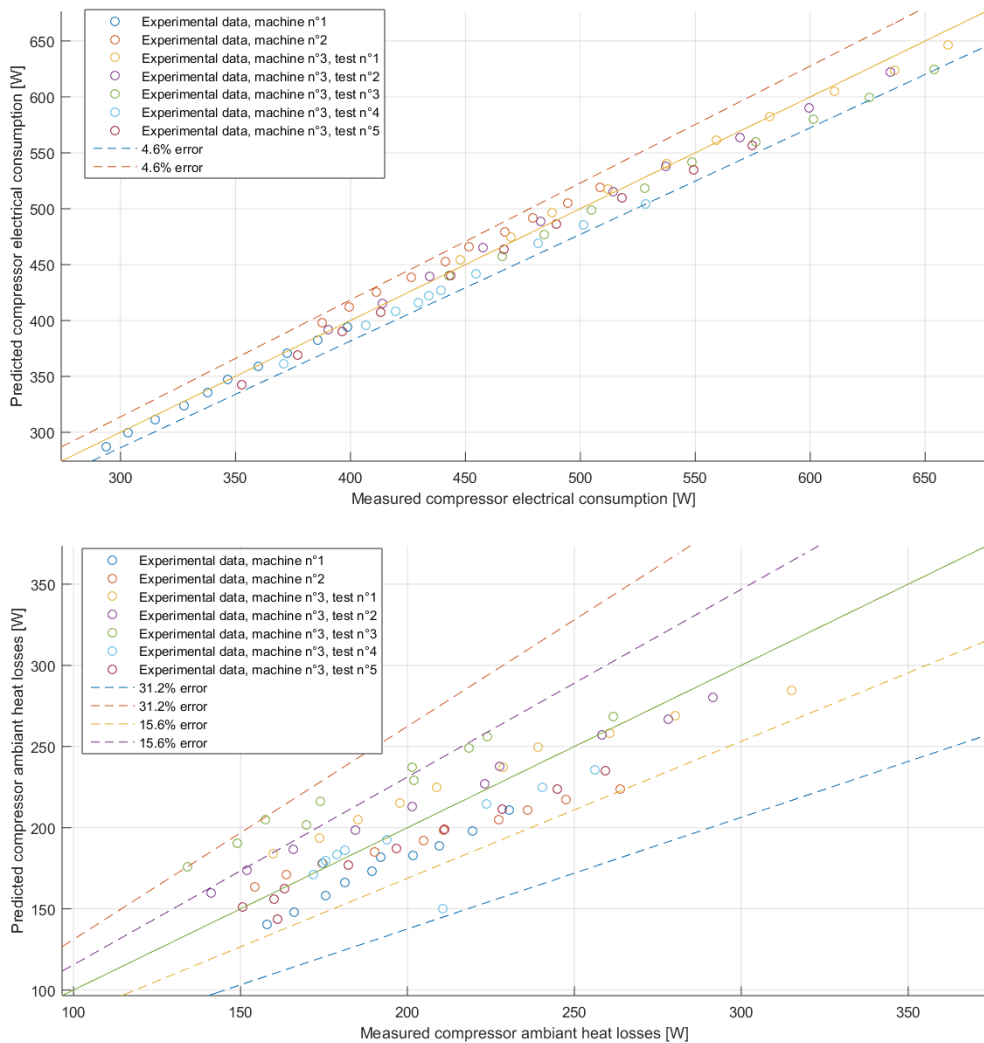 650
600
550
500
450
400
350
300
Predicted compressor electrical consumption [W]
Experimental data, machine n°1
Experimental data, machine n°2
Experimental data, machine n°3, test n°1
Experimental data, machine n°3, test n°2
Experimental data, machine n°3, test n°3
Experimental data, machine n°3, test n°4
Experimental data, machine n°3, test n°5
4.6% error
4.6% error
300 350 400 450 500 550 600 650
Measured compressor electrical consumption [W]
350
300
250
200
150
100
Predicted compressor ambiant heat losses [W]
Experimental data, machine n°1
Experimental data, machine n°2
Experimental data, machine n°3, test n°1
Experimental data, machine n°3, test n°2
Experimental data, machine n°3, test n°3
Experimental data, machine n°3, test n°4
Experimental data, machine n°3, test n°5
31.2% error
31.2% error
15.6% error
15.6% error
100 150 200 250 300 350
Measured compressor ambiant heat losses [W]